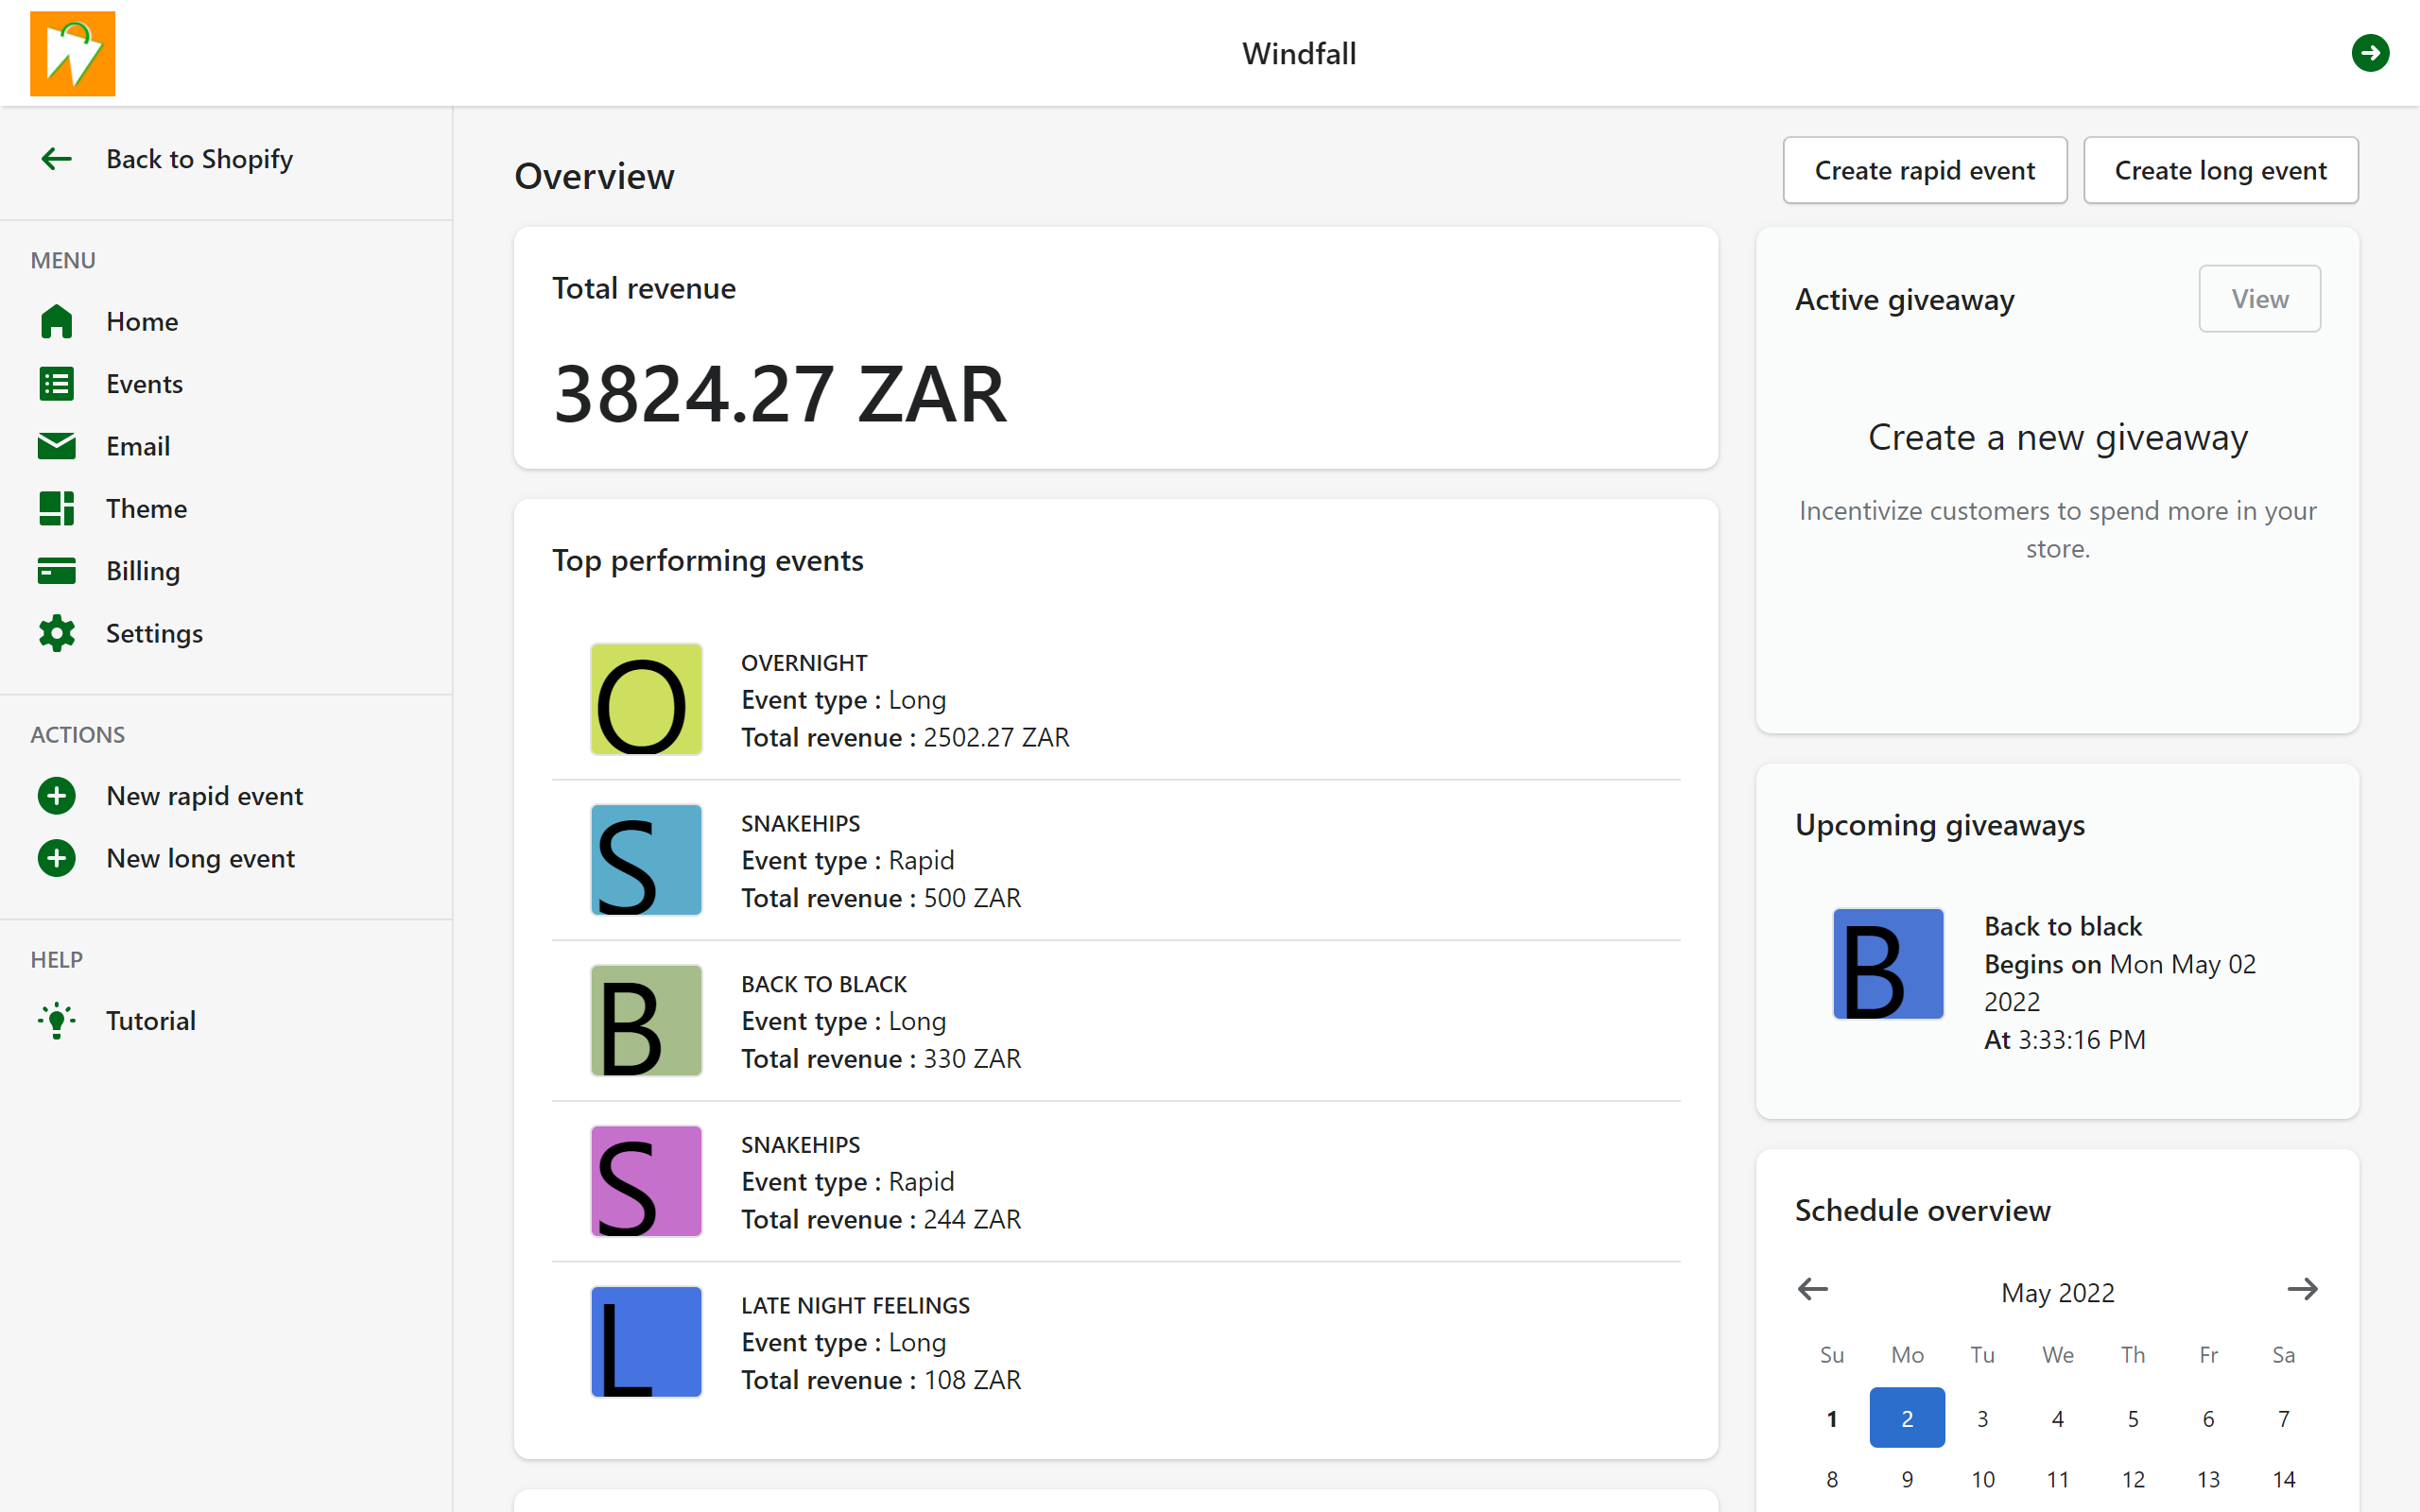 Windfall
Back to Shopify
MENU
Home
Events
Email
Theme
Billing
Settings
ACTIONS
New rapid event
New long event
HELP
Tutorial
Overview
Create rapid event
Create long event
Total revenue
3824.27 ZAR
Top performing events
O
OVERNIGHT
Event type : Long
Total revenue : 2502.27 ZAR
S
SNAKEHIPS
Event type : Rapid
Total revenue : 500 ZAR
B
BACK TO BLACK
Event type : Long
Total revenue : 330 ZAR
S
SNAKEHIPS
Event type : Rapid
Total revenue : 244 ZAR
L
LATE NIGHT FEELINGS
Event type : Long
Total revenue : 108 ZAR
Active giveaway
View
Create a new giveaway
Incentivize customers to spend more in your
store.
Upcoming giveaways
B
Back to black
Begins on Mon May 02
2022
At 3:33:16 PM
Schedule overview
May 2022
Su Mo Tu We Th Fr Sa
1 2 3 4 5 6 7
8 9 10 11 12 13 14